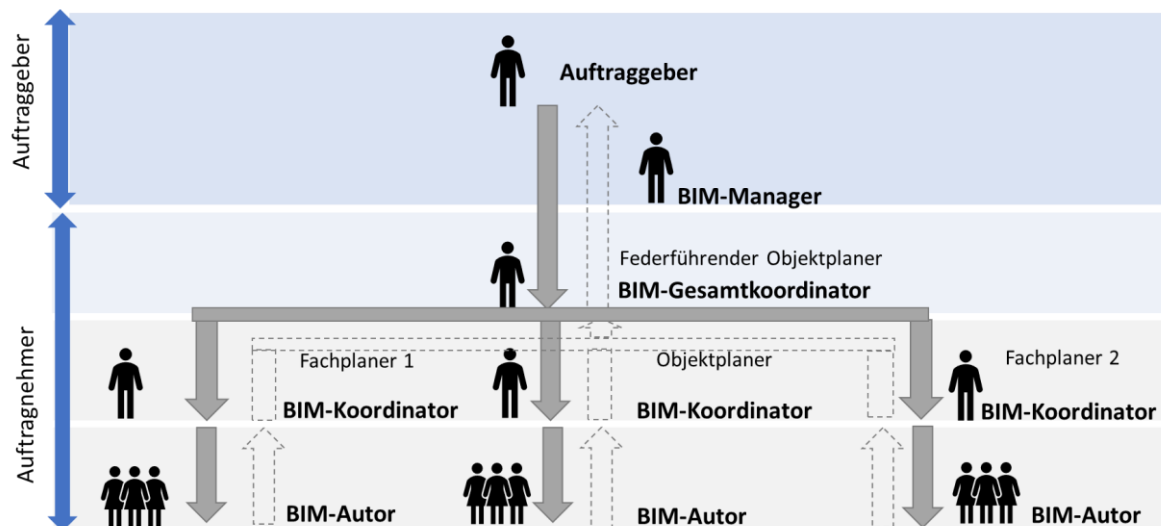 Auftraggeber
Auftraggeber
BIM-Manager
Auftragnehmer
Federführender Objektplaner
BIM-Gesamtkoordinator
Fachplaner 1
Objektplaner
Fachplaner 2
BIM-Koordinator
BIM-Koordinator
BIM-Koordinator
BIM-Autor
BIM-Autor
BIM-Autor